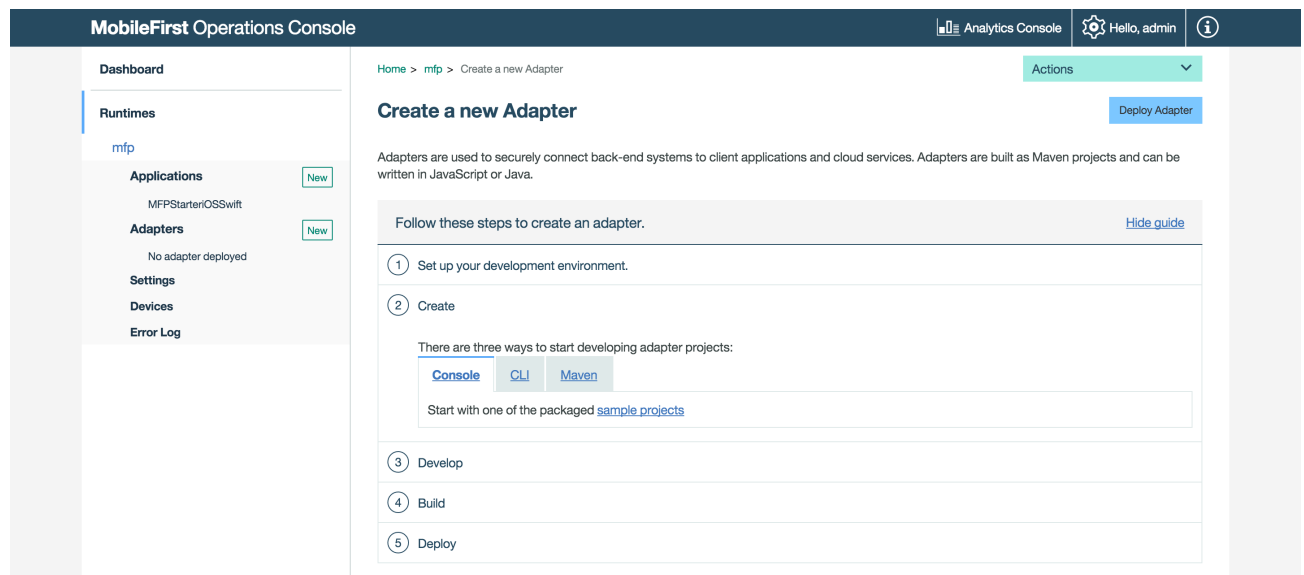 MobileFirst Operations Console
Analytics Console
Hello, admin
Dashboard
Runtimes
mfp
Applications
New
MFPStarteriOSSwift
Adapters
New
No adapter deployed
Settings
Devices
Error Log
Home > mfp > Create a new Adapter
Actions
Create a new Adapter
Deploy Adapter
Adapters are used to securely connect back-end systems to client applications and cloud services. Adapters are built as Maven projects and can be
written in JavaScript or Java.
Follow these steps to create an adapter.
Hide guide
1 Set up your development environment.
2 Create
There are three ways to start developing adapter projects:
Console CLI Maven
Start with one of the packaged sample projects
3 Develop
4 Build
5 Deploy